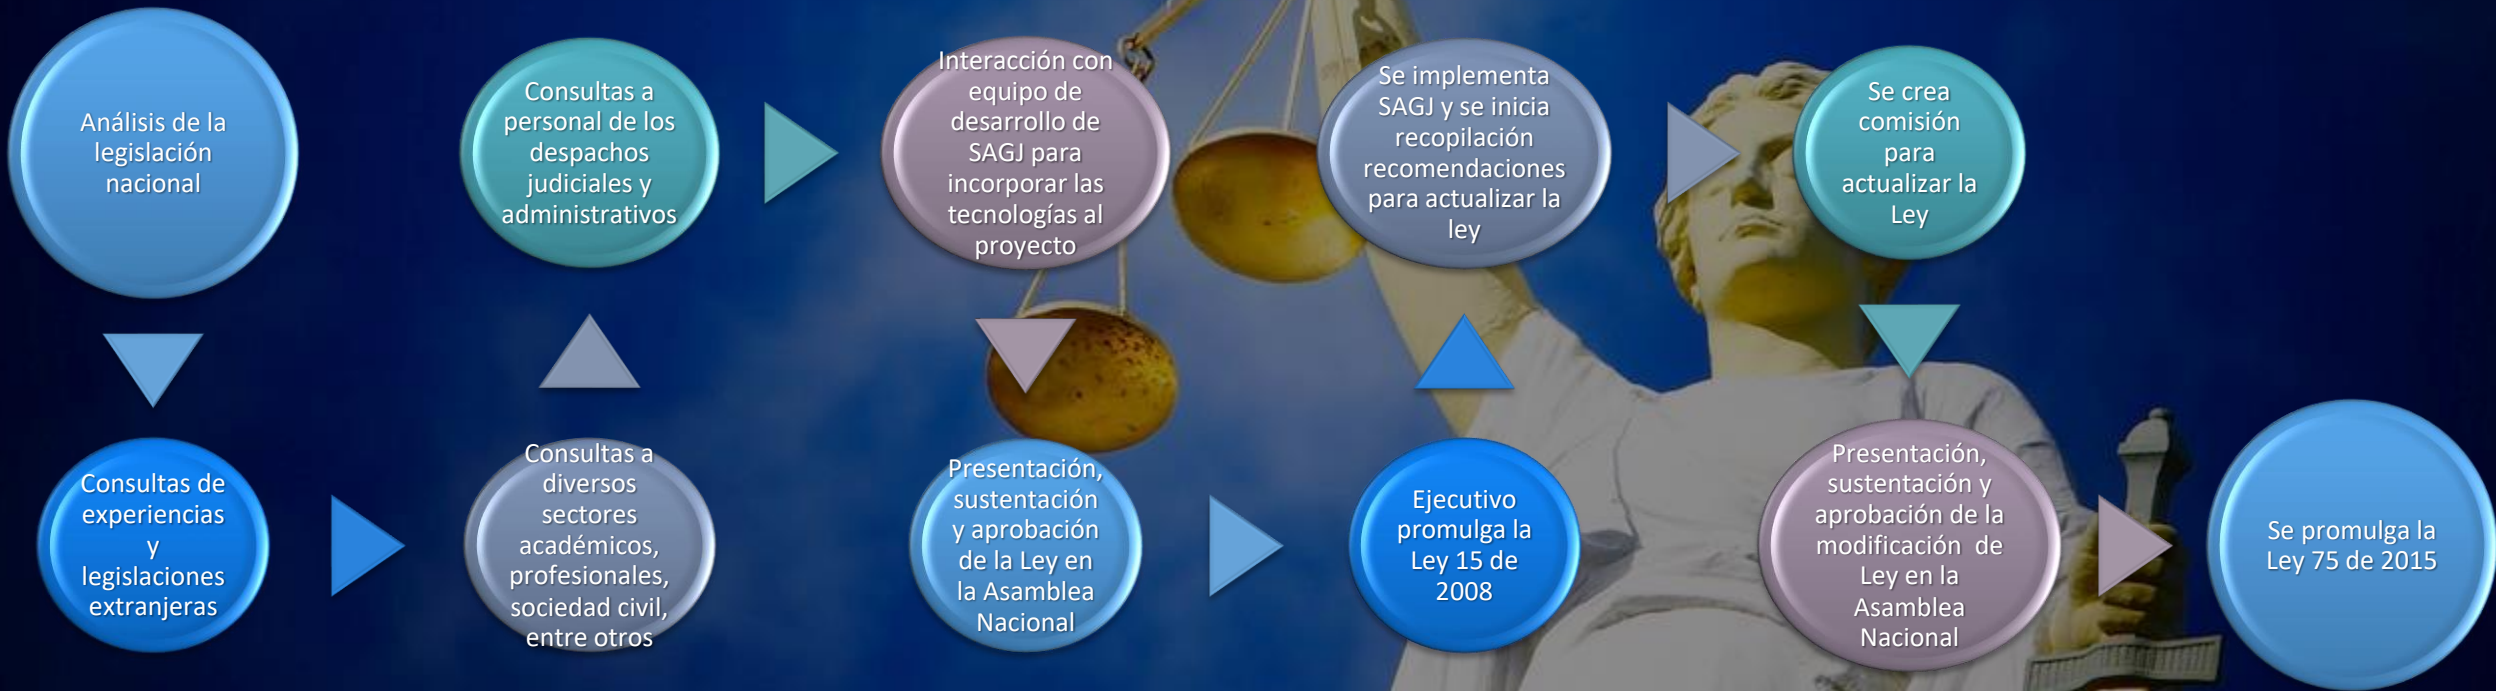 Análisis de la
legislación
nacional
Consultas de
experiencias
y
legislaciones
extranjeras
Consultas a
diversos
sectores
académicos,
profesionales,
sociedad civil,
entre otros
Consultas a
personal de los
despachos
judiciales y
administrativos
Interacción con
equipo de
desarrollo de
SAGJ para
incorporar las
tecnologías al
proyecto
Presentación,
sustentación
y aprobación
de la Ley en
la Asamblea
Nacional
Ejecutivo
promulga la
Ley 15 de
2008
Se implementa
SAGJ y se inicia
recopilación
recomendaciones
para actualizar la
ley
Se crea
comisión
para
actualizar la
Ley
Presentación,
sustentación y
aprobación de la
modificación de
Ley en la
Asamblea
Nacional
Se promulga la
Ley 75 de 2015